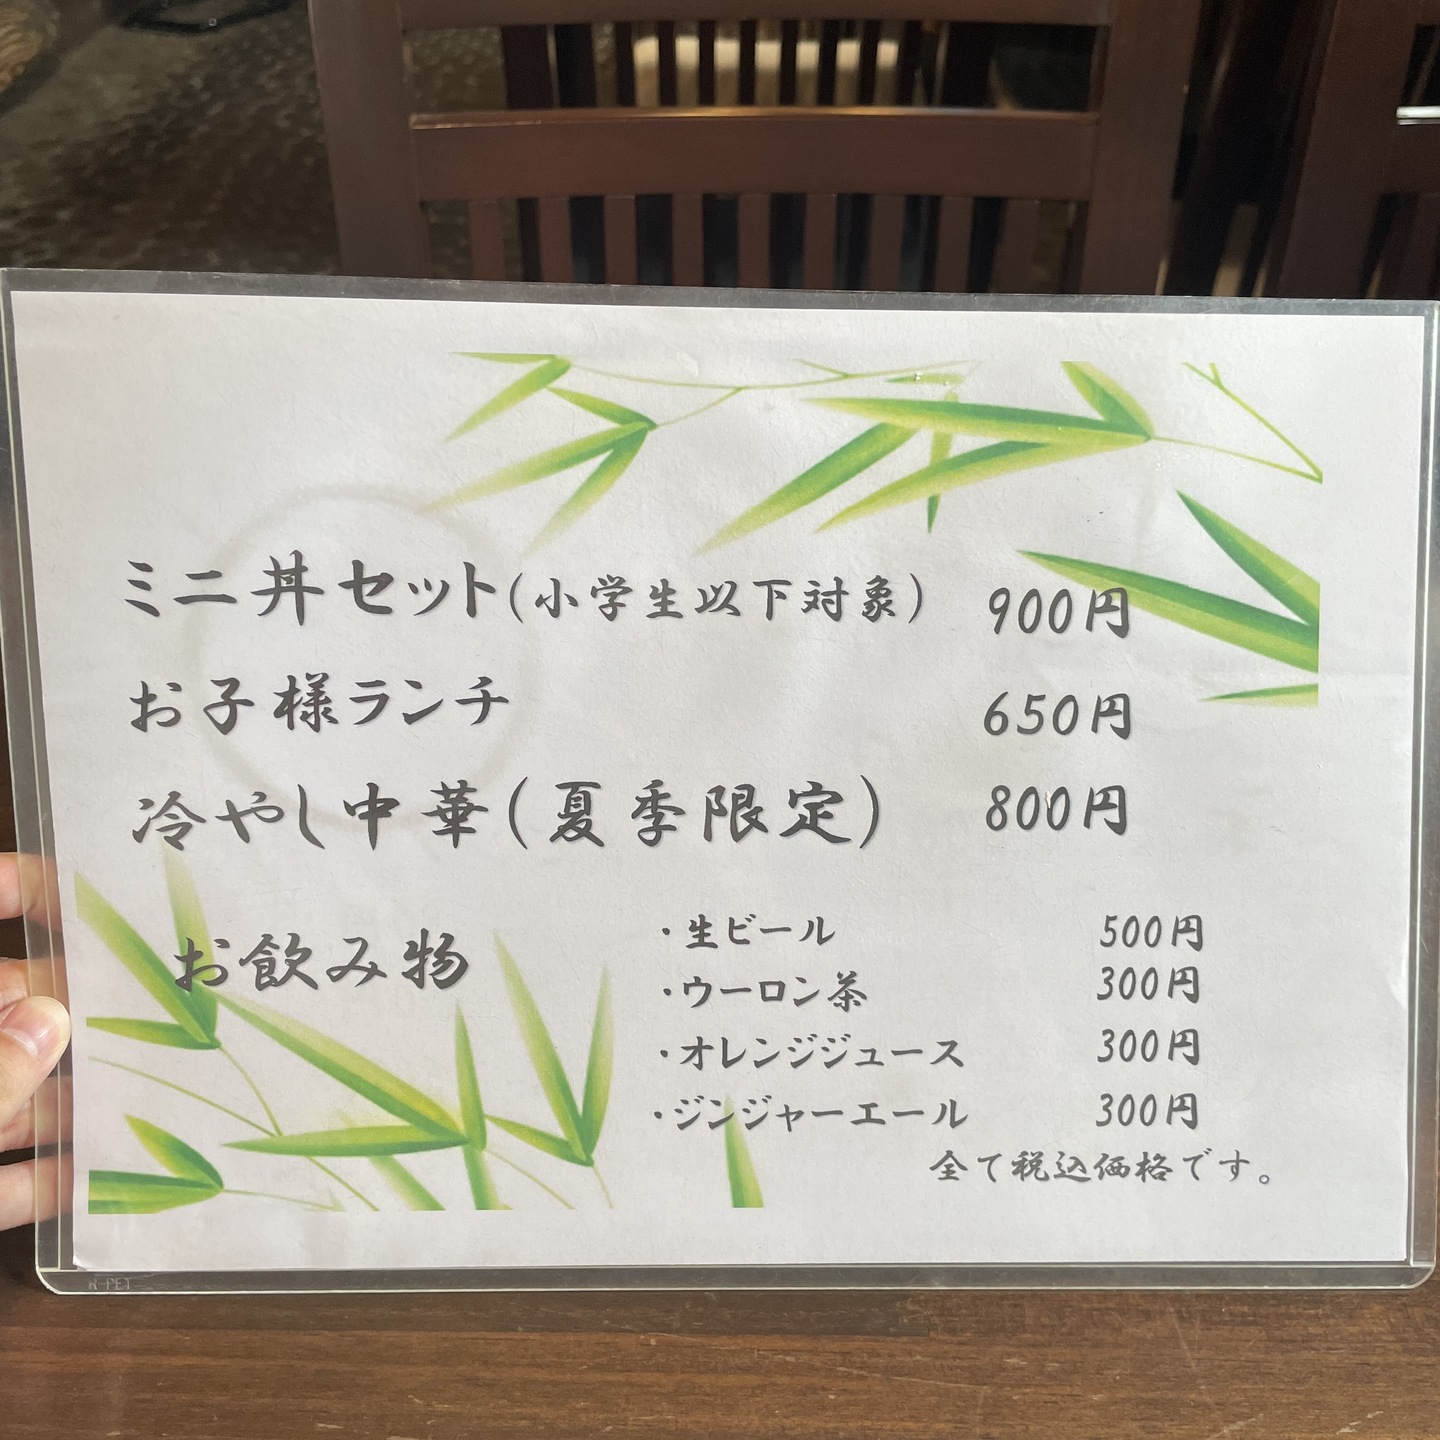 ミニ丼セット(小学生以下対象) 900円
お子様ランチ 650円
冷やし中華(夏季限定) 800円
お飲み物 ・生ビール 500円
・ウーロン茶 300円
・オレンジジュース 300円
・ジンジャーエール 300円
全て税込価格です。
R-PET